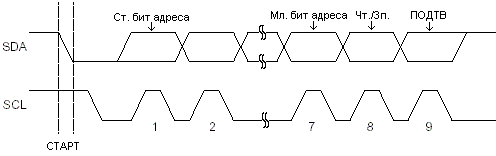 Ст. бит адреса Мл. бит адреса Чт./Зп. ПОДТВ
SDA
SCL
1 2 7 8 9
СТАРТ